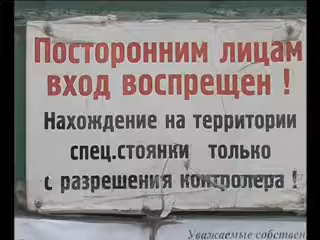 Посторонним лицам
вход воспрещен !
Нахождение на территории
спец.стоянки только
с разрешения контролера !
Уважаемые собствен